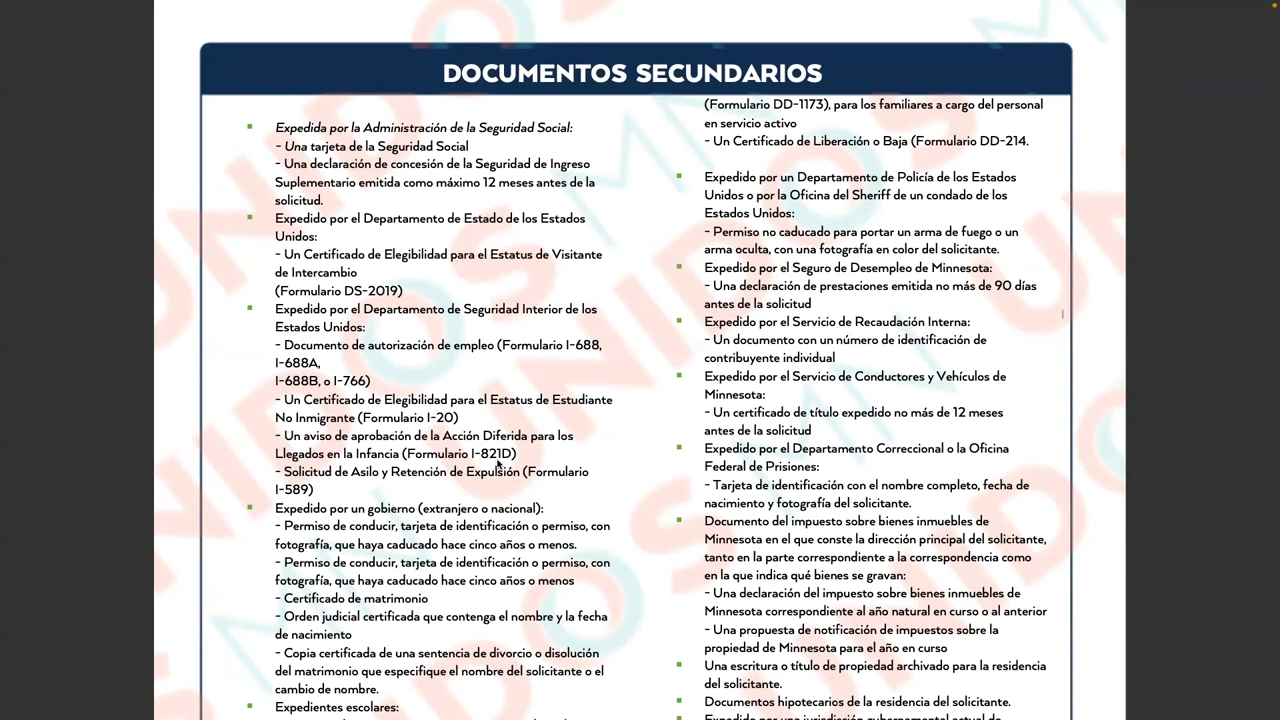 DOCUMENTOS SECUNDARIOS
Expedida por la Administración de la Seguridad Social:
- Una tarjeta de la Seguridad Social
- Una declaración de concesión de la Seguridad de Ingreso
Suplementario emitida como máximo 12 meses antes de la
solicitud.
Expedido por el Departamento de Estado de los Estados
Unidos:
- Un Certificado de Elegibilidad para el Estatus de Visitante
de Intercambio
(Formulario DS-2019)
Expedido por el Departamento de Seguridad Interior de los
Estados Unidos:
- Documento de autorización de empleo (Formulario I-688,
I-688A,
I-688B, o I-766)
- Un Certificado de Elegibilidad para el Estatus de Estudiante
No Inmigrante (Formulario I-20)
- Un aviso de aprobación de la Acción Diferida para los
Llegados en la Infancia (Formulario I-821D)
- Solicitud de Asilo y Retención de Expulsión (Formulario
I-589)
Expedido por un gobierno (extranjero o nacional):
- Permiso de conducir, tarjeta de identificación o permiso, con
fotografía, que haya caducado hace cinco años o menos.
- Permiso de conducir, tarjeta de identificación o permiso, con
fotografía, que haya caducado hace cinco años o menos
- Certificado de matrimonio
- Orden judicial certificada que contenga el nombre y la fecha
de nacimiento
- Copia certificada de una sentencia de divorcio o disolución
del matrimonio que especifique el nombre del solicitante o el
cambio de nombre.
Expedientes escolares:
(Formulario DD-1173), para los familiares a cargo del personal
en servicio activo
- Un Certificado de Liberación o Baja (Formulario DD-214.
Expedido por un Departamento de Policía de los Estados
Unidos o por la Oficina del Sheriff de un condado de los
Estados Unidos:
- Permiso no caducado para portar un arma de fuego o un
arma oculta, con una fotografía en color del solicitante.
Expedido por el Seguro de Desempleo de Minnesota:
- Una declaración de prestaciones emitida no más de 90 días
antes de la solicitud
Expedido por el Servicio de Recaudación Interna:
- Un documento con un número de identificación de
contribuyente individual
Expedido por el Servicio de Conductores y Vehículos de
Minnesota:
- Un certificado de título expedido no más de 12 meses
antes de la solicitud
Expedido por el Departamento Correccional o la Oficina
Federal de Prisiones:
- Tarjeta de identificación con el nombre completo, fecha de
nacimiento y fotografía del solicitante.
Documento del impuesto sobre bienes inmuebles de
Minnesota en el que conste la dirección principal del solicitante,
tanto en la parte correspondiente a la correspondencia como
en la que indica qué bienes se gravan:
- Una declaración del impuesto sobre bienes inmuebles de
Minnesota correspondiente al año natural en curso o al anterior
- Una propuesta de notificación de impuestos sobre la
propiedad de Minnesota para el año en curso
Una escritura o título de propiedad archivado para la residencia
del solicitante.
Documentos hipotecarios de la residencia del solicitante.
Expedido por una jurisdicción gubernamental actual de